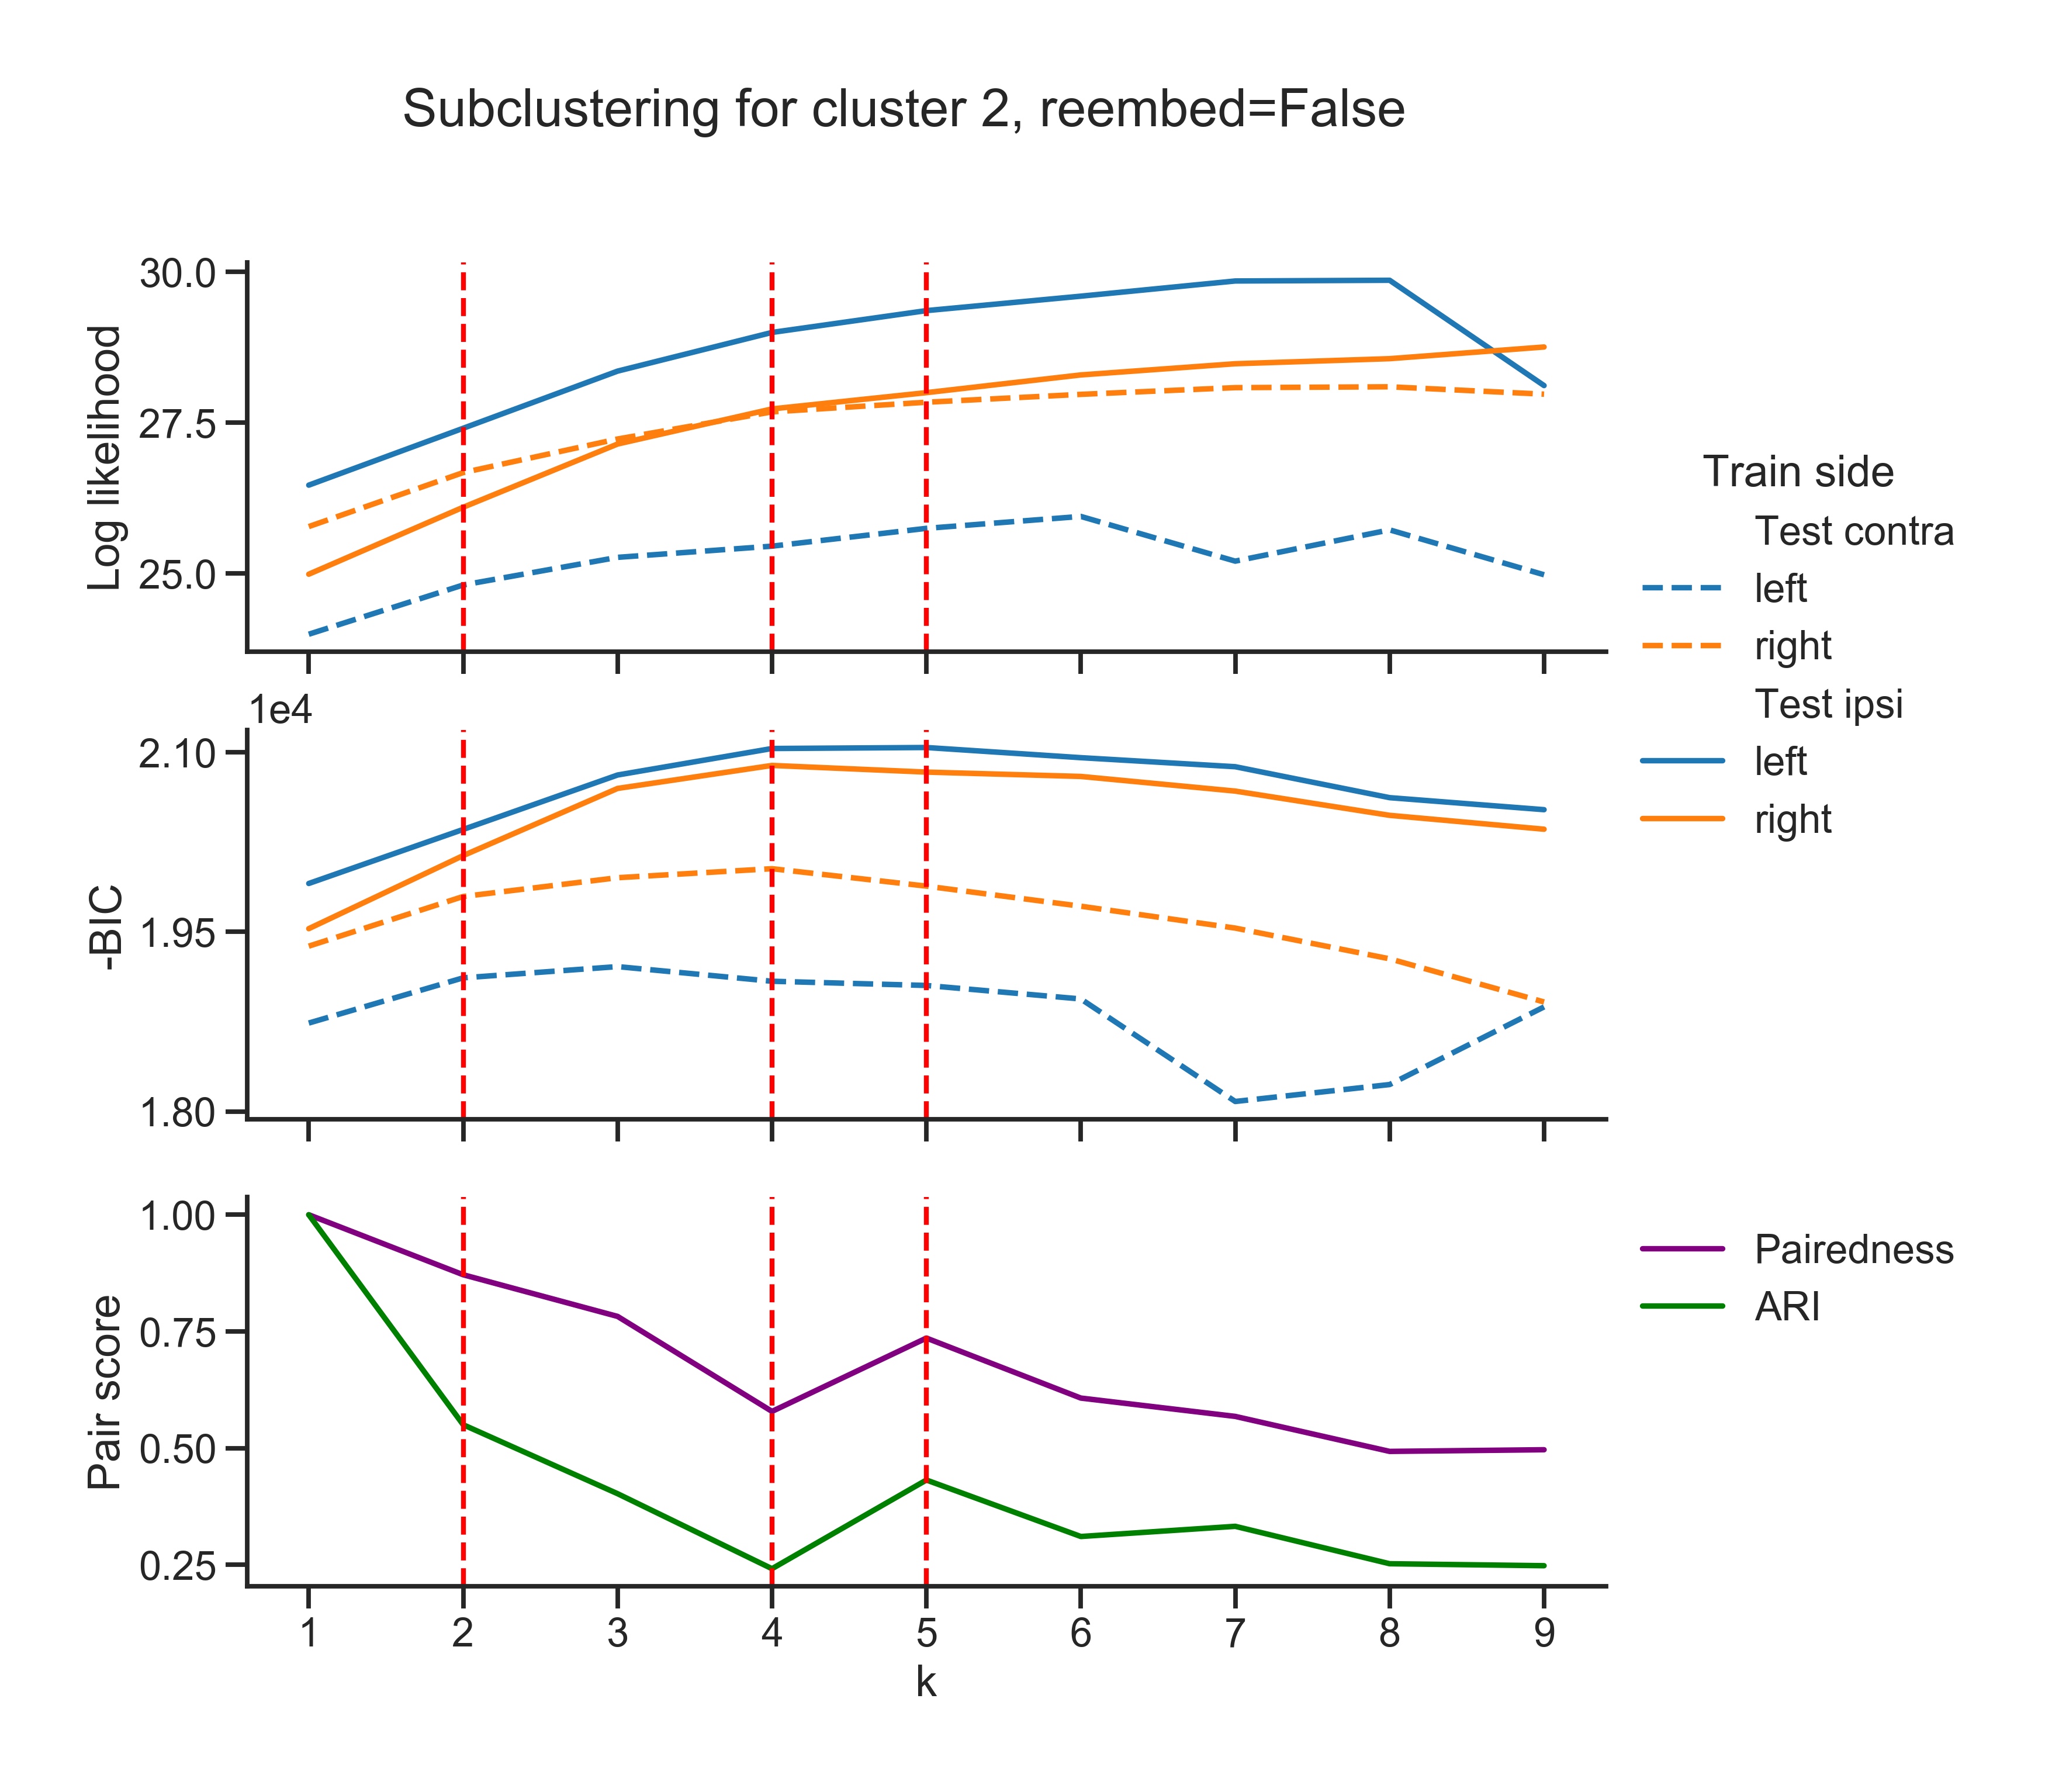 Subclustering for cluster 2, reembed=False
Log likelihood
30.0
27.5
25.0
1e4
-BIC
2.10
1.95
1.80
Pair score
1.00
0.75
0.50
0.25
1 2 3 4 5 6 7 8 9
k
Train side
Test contra
left
right
Test ipsi
left
right
Pairedness
ARI